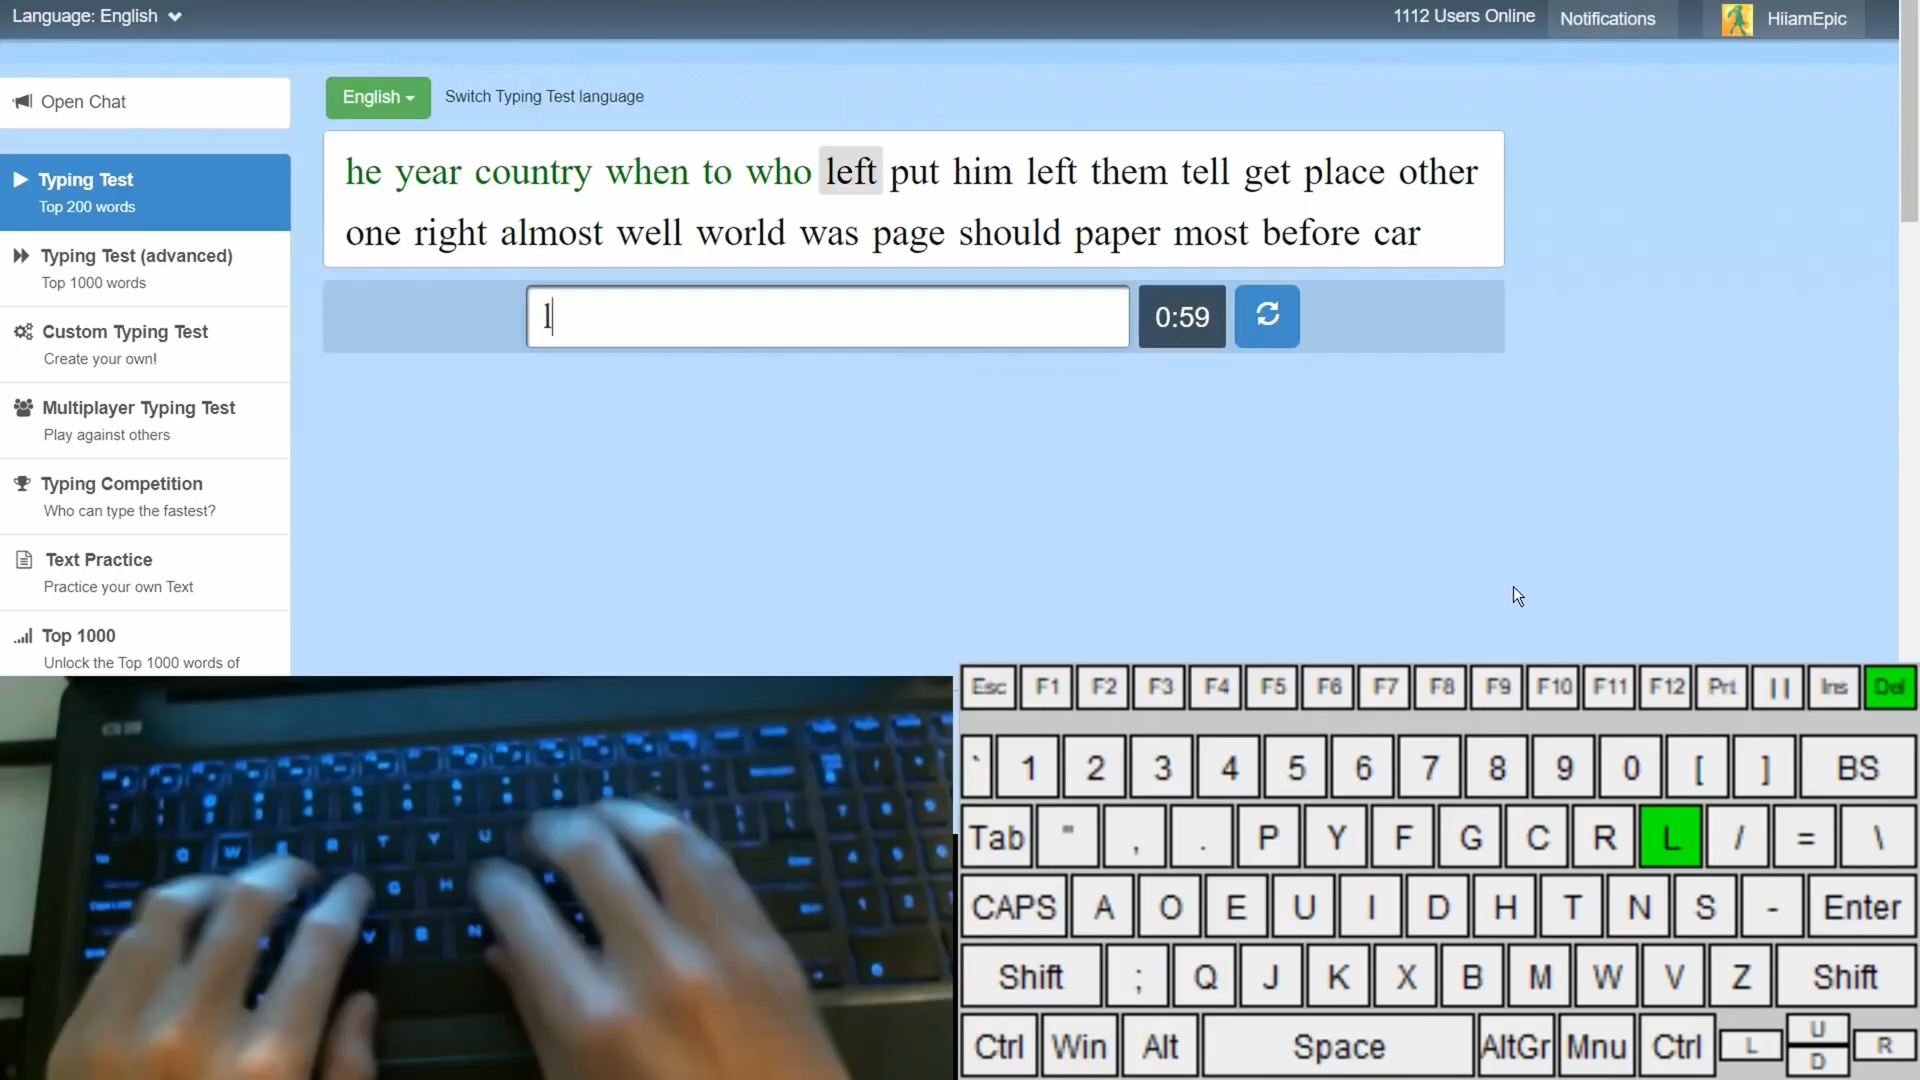 Language: English
1112 Users Online
Notifications
HiiamEpic
Open Chat
Typing Test
Top 200 words
Typing Test (advanced)
Top 1000 words
Custom Typing Test
Create your own!
Multiplayer Typing Test
Play against others
Typing Competition
Who can type the fastest?
Text Practice
Practice your own Text
Top 1000
Unlock the Top 1000 words of
English
Switch Typing Test language
he year country when to who left put him left them tell get place other
one right almost well world was page should paper most before car
l
0:59
Esc F1 F2 F3 F4 F5 F6 F7 F8 F9 F10 F11 F12 Prt || Ins Del
` 1 2 3 4 5 6 7 8 9 0 [ ] BS
Tab " , . P Y F G C R L / = \
CAPS A O E U I D H T N S - Enter
Shift ; Q J K X B M W V Z Shift
Ctrl Win Alt Space AltGr Mnu Ctrl L U D R
W T Y U
G H K
V B N